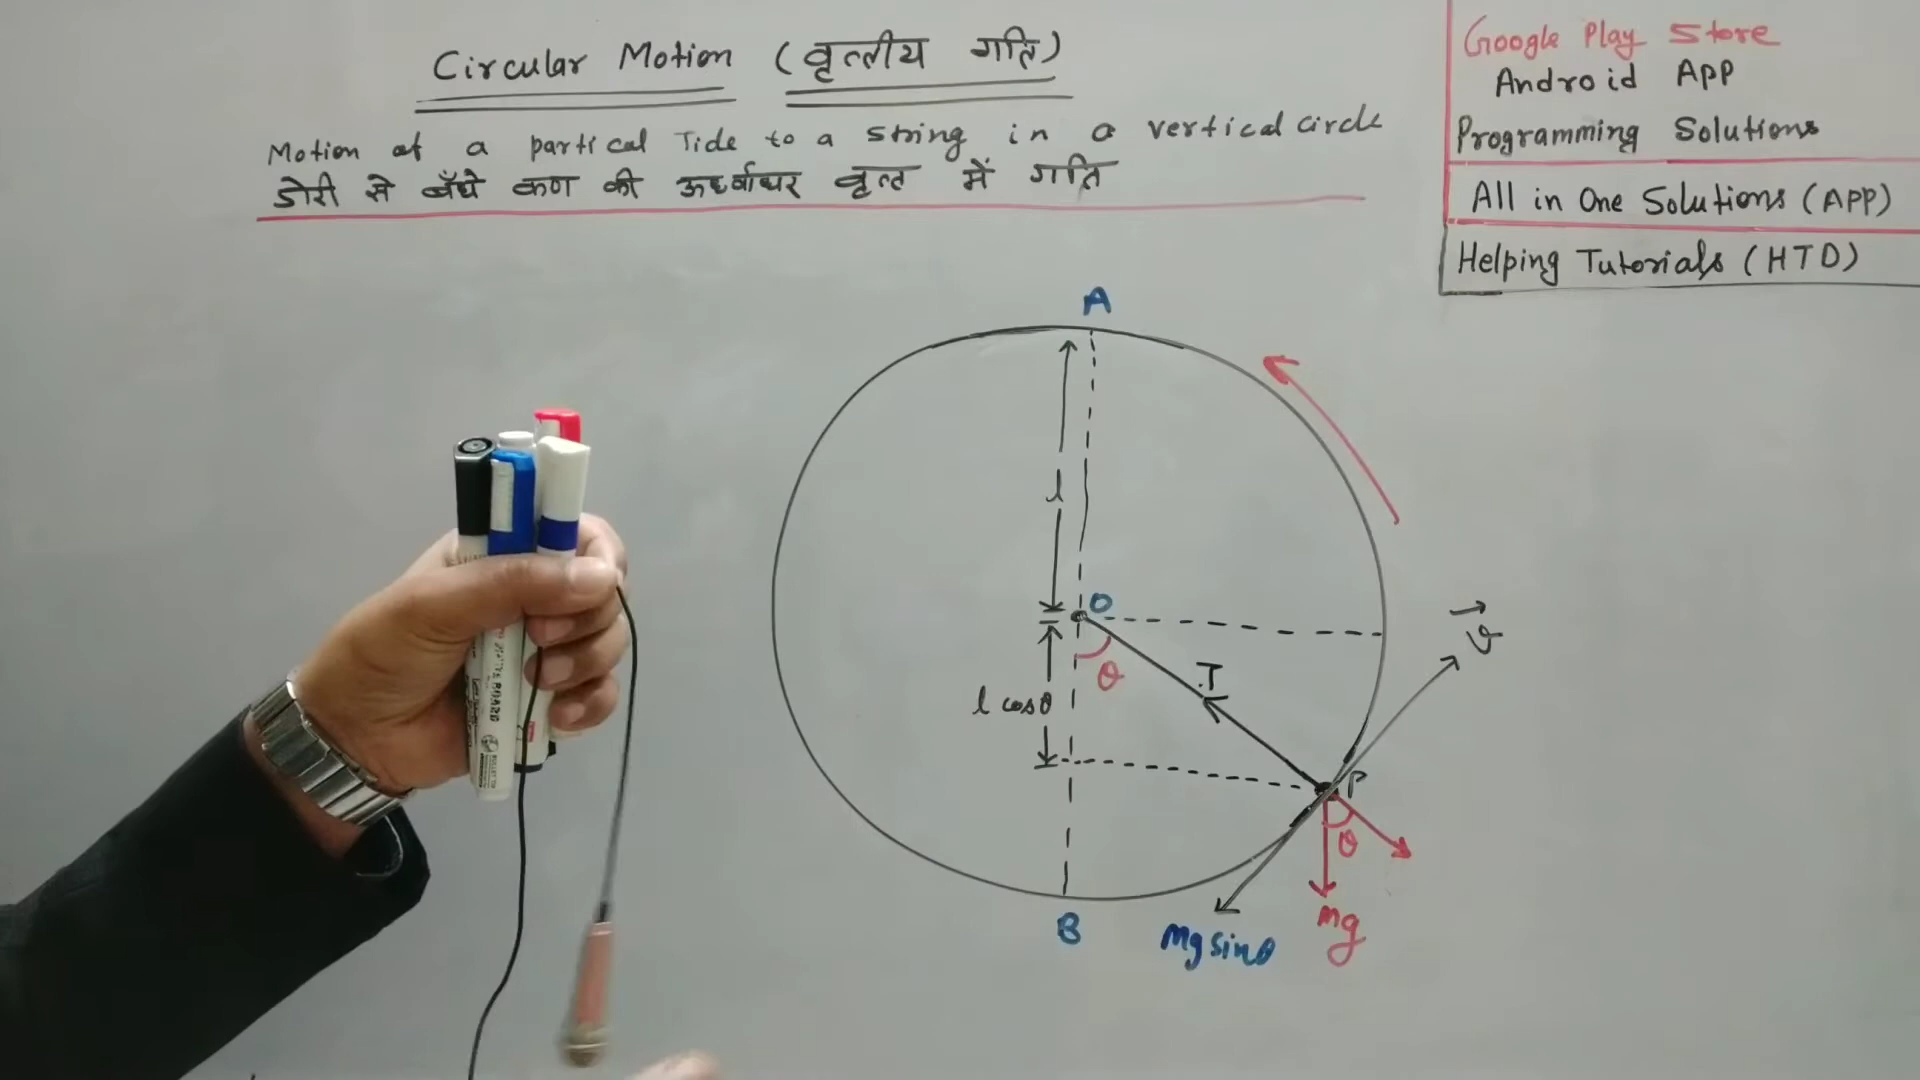 Circular Motion (वृत्तीय गति)
Motion of a partical Tide to a string in a vertical circle
डोरी से बँधे कण की ऊर्ध्वाधर वृत्त में गति
Google Play Store
Android App
Programming Solutions
All in One Solutions (APP)
Helping Tutorials (HTD)
A
l
O
θ
T
v
l cosθ
P
θ
B
mg sinθ
mg